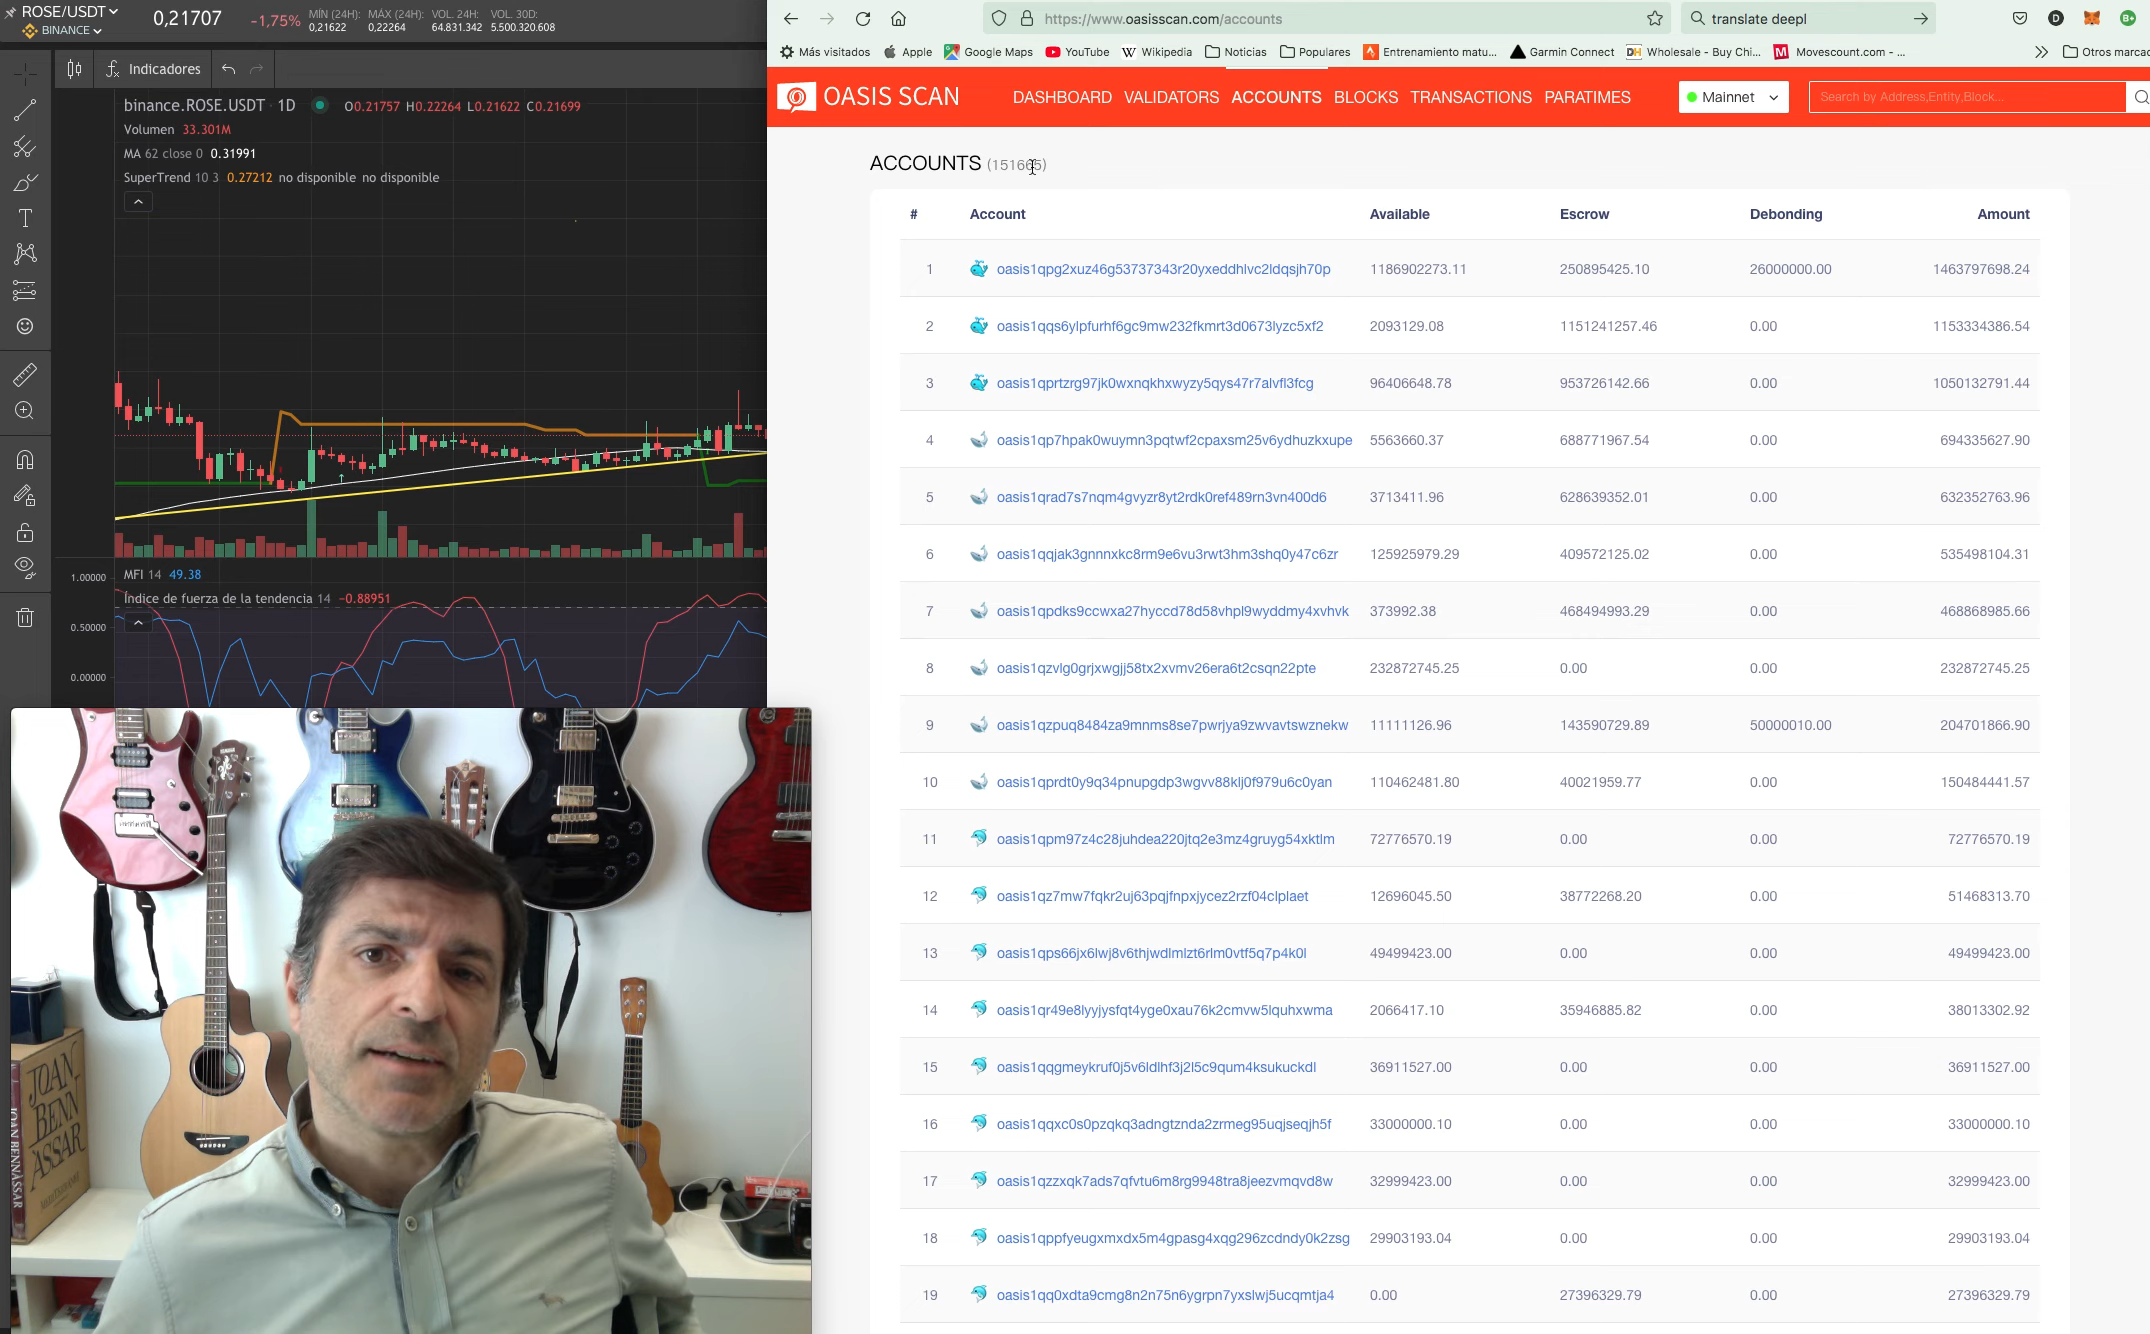 ROSE/USDT
BINANCE
0,21707
-1,75%
MÍN (24H): 0,21622
MÁX (24H): 0,22264
VOL. 24H: 64.831.342
VOL. 30D: 5.500.320.608
Indicadores
binance.ROSE.USDT · 1D O0.21757 H0.22264 L0.21622 C0.21699
Volumen 33.301M
MA 62 close 0 0.31991
SuperTrend 10 3 0.27212 no disponible no disponible
MFI 14 49.38
Índice de fuerza de la tendencia 14 −0.88951
1.00000
0.50000
0.00000
JOAN
BENN
ASSAR
JOAN BENNÀSSAR
https://www.oasisscan.com/accounts
translate deepl
Más visitados Apple Google Maps YouTube Wikipedia Noticias Populares Entrenamiento matu... Garmin Connect Wholesale - Buy Chi... Movescount.com - ... Otros marcad
OASIS SCAN
DASHBOARD VALIDATORS ACCOUNTS BLOCKS TRANSACTIONS PARATIMES
Mainnet
Search by Address,Entity,Block...
ACCOUNTS
# Account Available Escrow Debonding Amount
1 oasis1qpg2xuz46g53737343r20yxeddhlvc2ldqsjh70p 1186902273.11 250895425.10 26000000.00 1463797698.24
2 oasis1qqs6ylpfurhf6gc9mw232fkmrt3d0673lyzc5xf2 2093129.08 1151241257.46 0.00 1153334386.54
3 oasis1qprtzrg97jk0wxnqkhxwyzy5qys47r7alvfl3fcg 96406648.78 953726142.66 0.00 1050132791.44
4 oasis1qp7hpak0wuymn3pqtwf2cpaxsm25v6ydhuzkxupe 5563660.37 688771967.54 0.00 694335627.90
5 oasis1qrad7s7nqm4gvyzr8yt2rdk0ref489rn3vn400d6 3713411.96 628639352.01 0.00 632352763.96
6 oasis1qqjak3gnnnxkc8rm9e6vu3rwt3hm3shq0y47c6zr 125925979.29 409572125.02 0.00 535498104.31
7 oasis1qpdks9ccwxa27hyccd78d58vhpl9wyddmy4xvhvk 373992.38 468494993.29 0.00 468868985.66
8 oasis1qzvlg0grjxwgjj58tx2xvmv26era6t2csqn22pte 232872745.25 0.00 0.00 232872745.25
9 oasis1qzpuq8484za9mnms8se7pwrjya9zwvavtswznekw 11111126.96 143590729.89 50000010.00 204701866.90
10 oasis1qprdt0y9q34pnupgdp3wgvv88klj0f979u6c0yan 110462481.80 40021959.77 0.00 150484441.57
11 oasis1qpm97z4c28juhdea220jtq2e3mz4gruyg54xktlm 72776570.19 0.00 0.00 72776570.19
12 oasis1qz7mw7fqkr2uj63pqjfnpxjycez2rzf04clplaet 12696045.50 38772268.20 0.00 51468313.70
13 oasis1qps66jx6lwj8v6thjwdlmlzt6rlm0vtf5q7p4k0l 49499423.00 0.00 0.00 49499423.00
14 oasis1qr49e8lyyjysfqt4yge0xau76k2cmvw5lquhxwma 2066417.10 35946885.82 0.00 38013302.92
15 oasis1qqgmeykruf0j5v6ldlhf3j2l5c9qum4ksukuckdl 36911527.00 0.00 0.00 36911527.00
16 oasis1qqxc0s0pzqkq3adngtznda2zrmeg95uqjseqjh5f 33000000.10 0.00 0.00 33000000.10
17 oasis1qzzxqk7ads7qfvtu6m8rg9948tra8jeezvmqvd8w 32999423.00 0.00 0.00 32999423.00
18 oasis1qppfyeugxmxdx5m4gpasg4xqg296zcdndy0k2zsg 29903193.04 0.00 0.00 29903193.04
19 oasis1qq0xdta9cmg8n2n75n6ygrpn7yxslwj5ucqmtja4 0.00 27396329.79 0.00 27396329.79